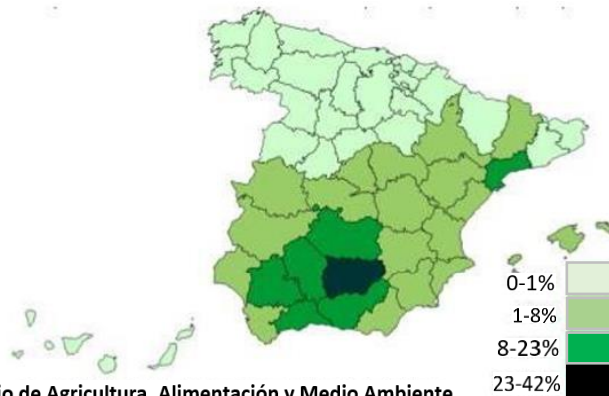 0-1%
1-8%
8-23%
23-42%
de Agricultura, Alimentación y Medio Ambiente